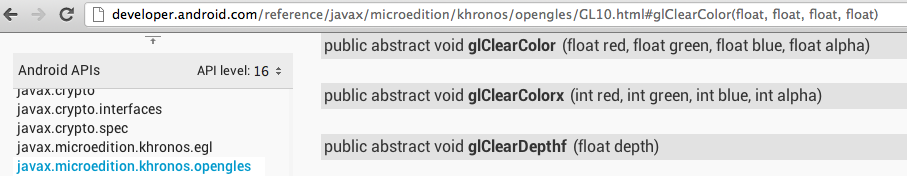 developer.android.com/reference/javax/microedition/khronos/opengles/GL10.html#glClearColor(float, float, float, float)
Android APIs API level: 16
javax.crypto
javax.crypto.interfaces
javax.crypto.spec
javax.microedition.khronos.egl
javax.microedition.khronos.opengles
public abstract void glClearColor (float red, float green, float blue, float alpha)
public abstract void glClearColorx (int red, int green, int blue, int alpha)
public abstract void glClearDepthf (float depth)